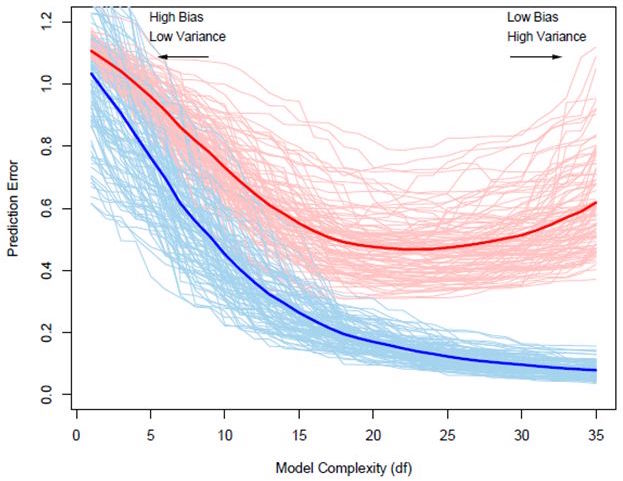 High Bias
Low Variance
Low Bias
High Variance
1.2
1.0
0.8
0.6
0.4
0.2
0.0
Prediction Error
0 5 10 15 20 25 30 35
Model Complexity (df)